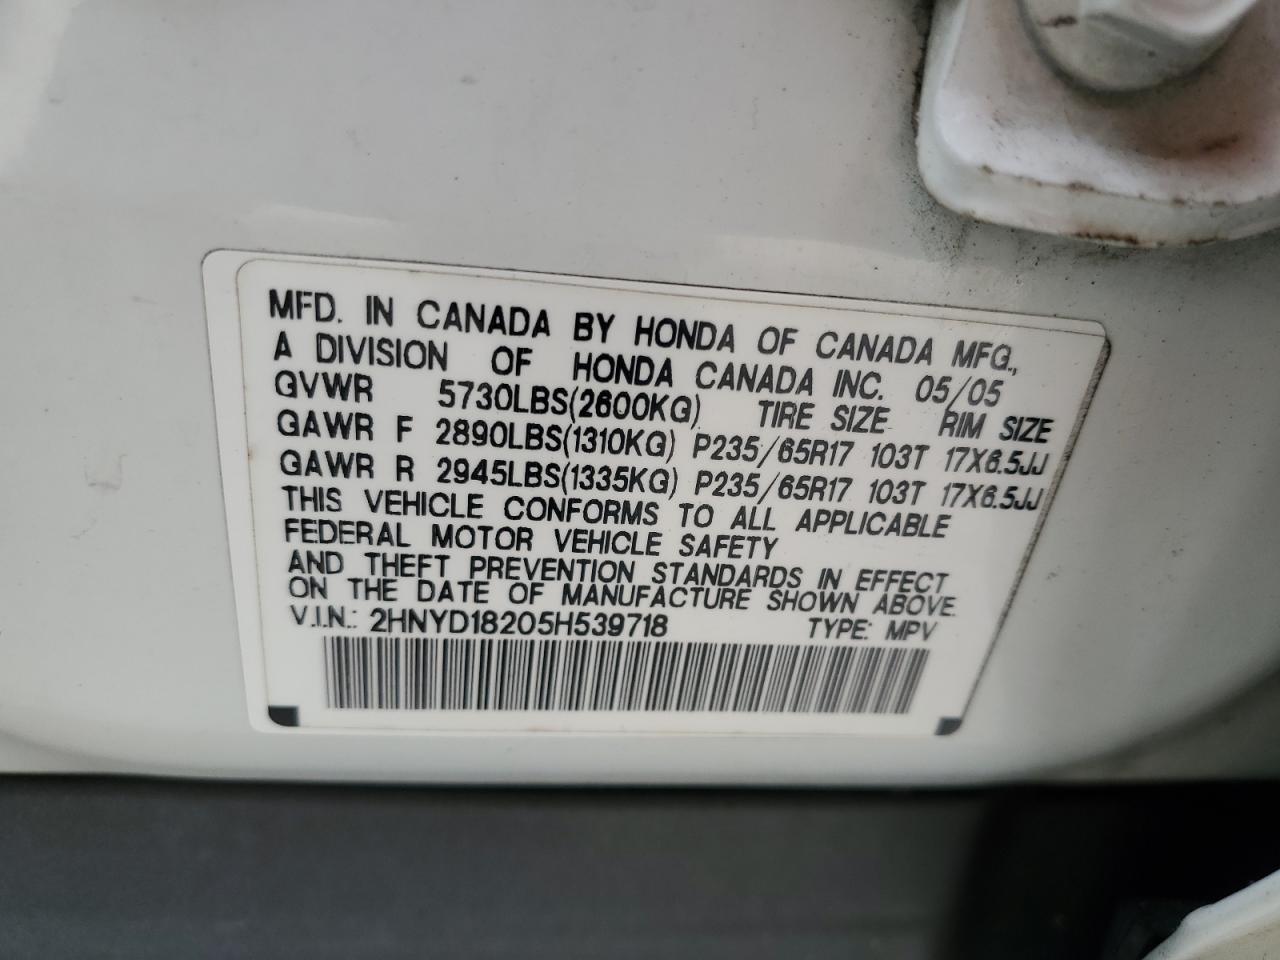 MFD. IN CANADA BY HONDA OF CANADA MFG.,
A DIVISION OF HONDA CANADA INC. 05/05
GVWR 5730LBS(2600KG) TIRE SIZE RIM SIZE
GAWR F 2890LBS(1310KG) P235/65R17 103T 17X6.5JJ
GAWR R 2945LBS(1335KG) P235/65R17 103T 17X6.5JJ
THIS VEHICLE CONFORMS TO ALL APPLICABLE
FEDERAL MOTOR VEHICLE SAFETY
AND THEFT PREVENTION STANDARDS IN EFFECT
ON THE DATE OF MANUFACTURE SHOWN ABOVE.
V.I.N.: 2HNYD18205H539718 TYPE: MPV